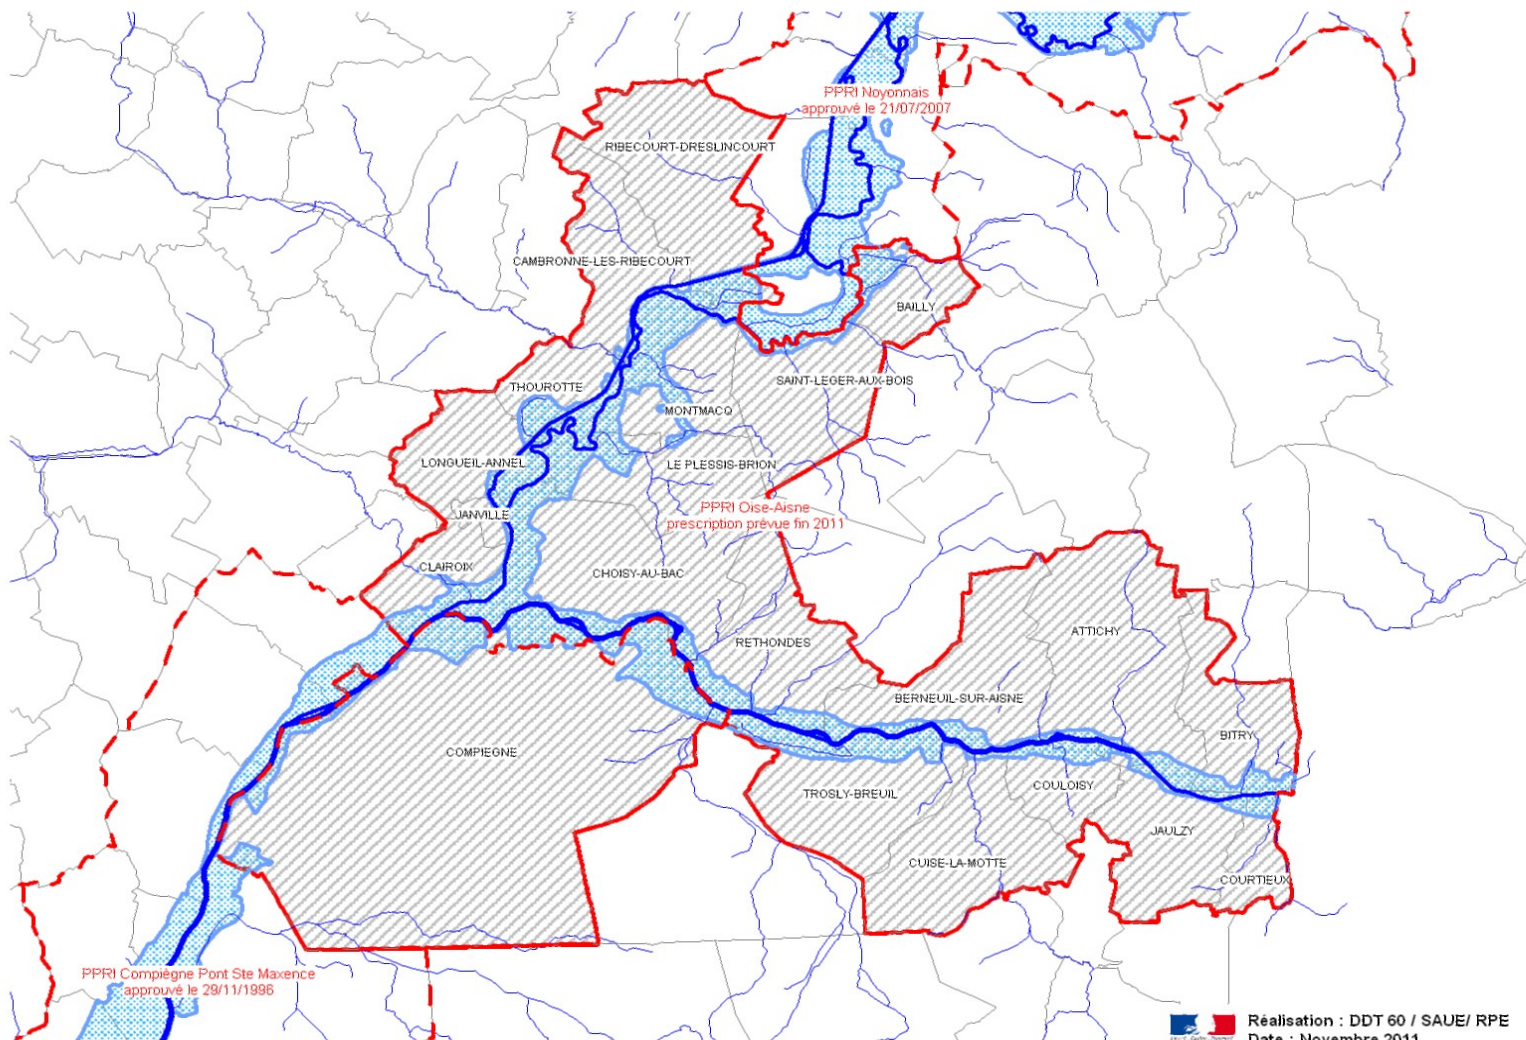 PPRI Noyonnais
approuvé le 21/07/2007
RIBECOURT-DRESLINCOURT
CAMBRONNE-LES-RIBECOURT
BAILLY
THOUROTTE
SAINT-LEGER-AUX-BOIS
MONTMACQ
LONGUEIL-ANNEL
LE PLESSIS-BRION
JANVILLE
PPRI Oise-Aisne
prescription prévue fin 2011
CLAIROIX
CHOISY-AU-BAC
RETHONDES
ATTICHY
BERNEUIL-SUR-AISNE
BITRY
COMPIEGNE
TROSLY-BREUIL
COULOISY
JAULZY
CUISE-LA-MOTTE
COURTIEUX
PPRI Compiègne Pont Ste Maxence
approuvé le 29/11/1996
Réalisation : DDT 60 / SAUE/ RPE
Date : Novembre 2011